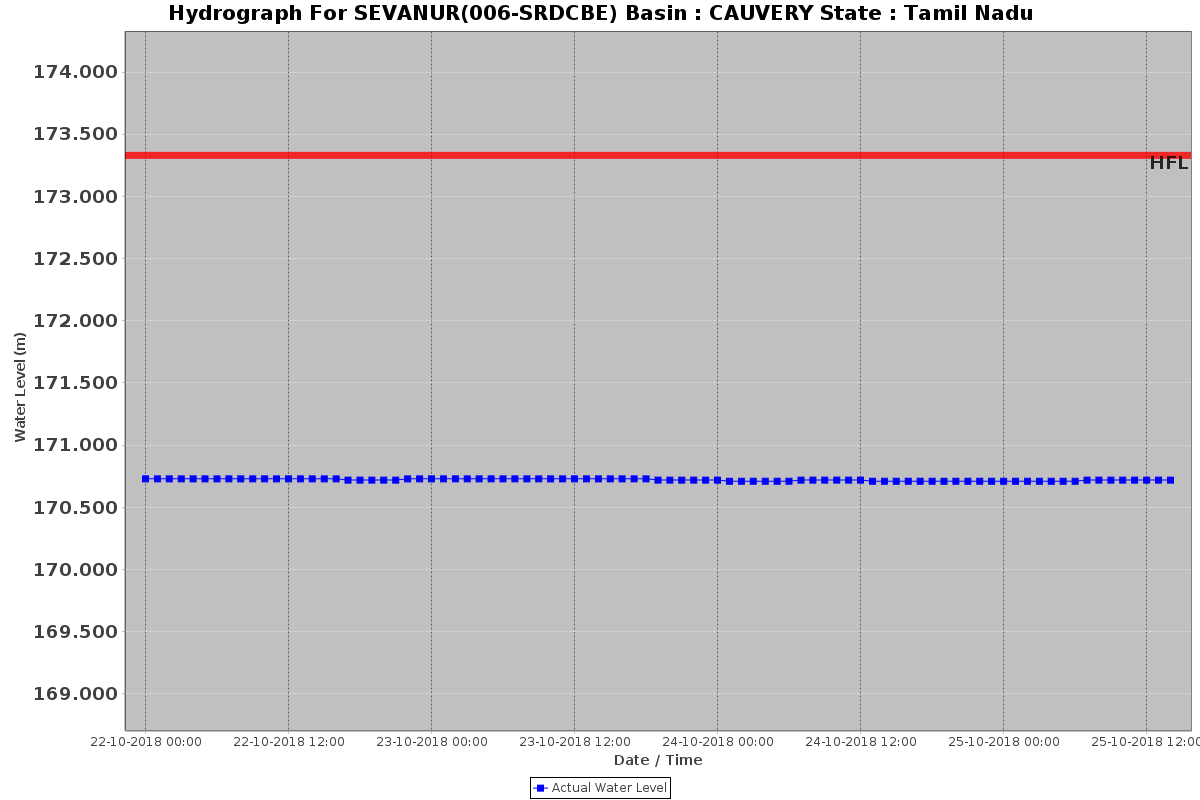 Hydrograph For SEVANUR(006-SRDCBE) Basin : CAUVERY State : Tamil Nadu
174.000
173.500
HFL
173.000
172.500
172.000
171.500
171.000
170.500
170.000
169.500
169.000
Water Level (m)
22-10-2018 00:00 22-10-2018 12:00 23-10-2018 00:00 23-10-2018 12:00 24-10-2018 00:00 24-10-2018 12:00 25-10-2018 00:00 25-10-2018 12:00
Date / Time
Actual Water Level